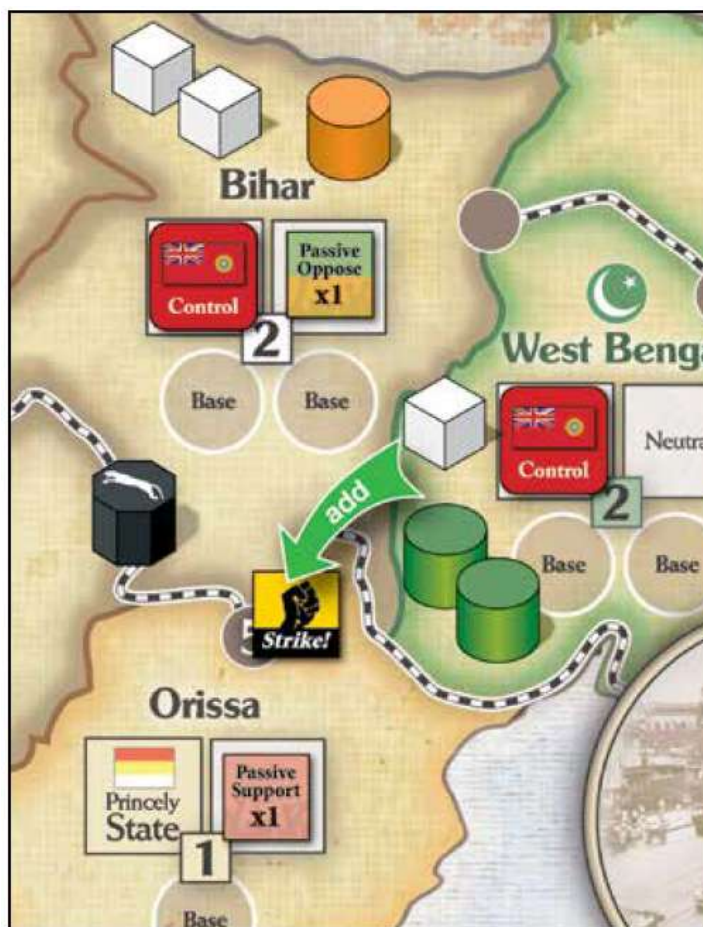 Bihar
Control
Passive
Oppose
x1
2
Base
Base
West Beng
Control
Neutra
2
Base
Base
add
5
Strike!
Orissa
Princely
State
Passive
Support
x1
1
Base